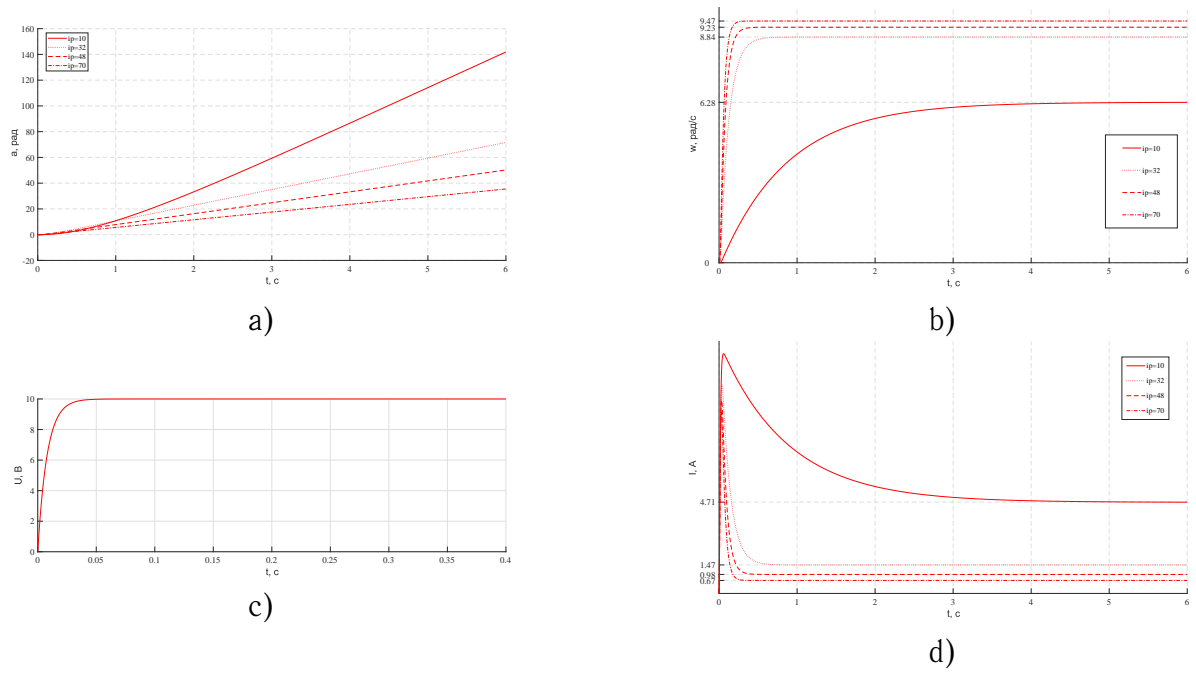 160
140
120
100
80
60
40
20
0
-20
a, рад
ip=10
ip=32
ip=48
ip=70
0 1 2 3 4 5 6
t, c
a)
9.47
9.23
8.84
6.28
0
w, рад/с
ip=10
ip=32
ip=48
ip=70
0 1 2 3 4 5 6
t, c
b)
10
8
6
4
2
0
U, B
0 0.05 0.1 0.15 0.2 0.25 0.3 0.35 0.4
t, c
c)
4.71
1.47
0.98
0.67
I, A
ip=10
ip=32
ip=48
ip=70
0 1 2 3 4 5 6
t, c
d)